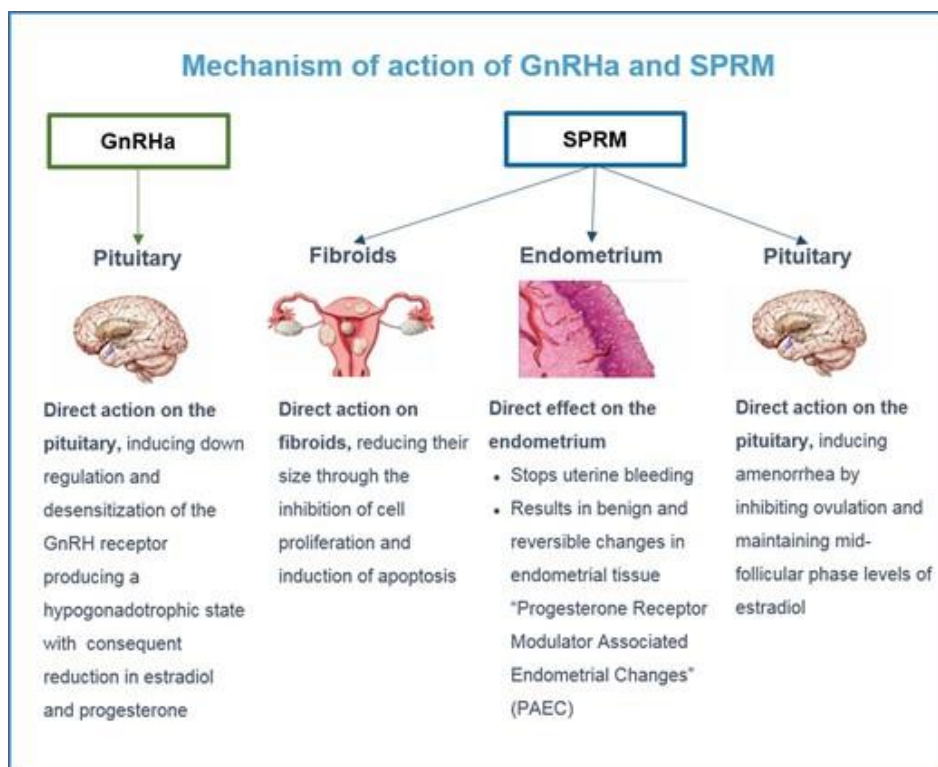 Mechanism of action of GnRHa and SPRM
GnRHa
SPRM
Pituitary
Fibroids
Endometrium
Pituitary
Direct action on the
pituitary, inducing down
regulation and
desensitization of the
GnRH receptor
producing a
hypogonadotrophic state
with consequent
reduction in estradiol
and progesterone
Direct action on
fibroids, reducing their
size through the
inhibition of cell
proliferation and
induction of apoptosis
Direct effect on the
endometrium
• Stops uterine bleeding
• Results in benign and
reversible changes in
endometrial tissue
“Progesterone Receptor
Modulator Associated
Endometrial Changes”
(PAEC)
Direct action on the
pituitary, inducing
amenorrhea by
inhibiting ovulation and
maintaining mid-
follicular phase levels of
estradiol